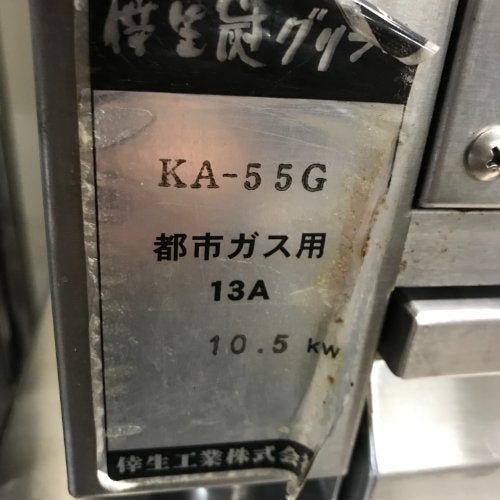 倖生炭グリラ
KA-55G
都市ガス用
13A
10.5 KW
倖生工業株式会